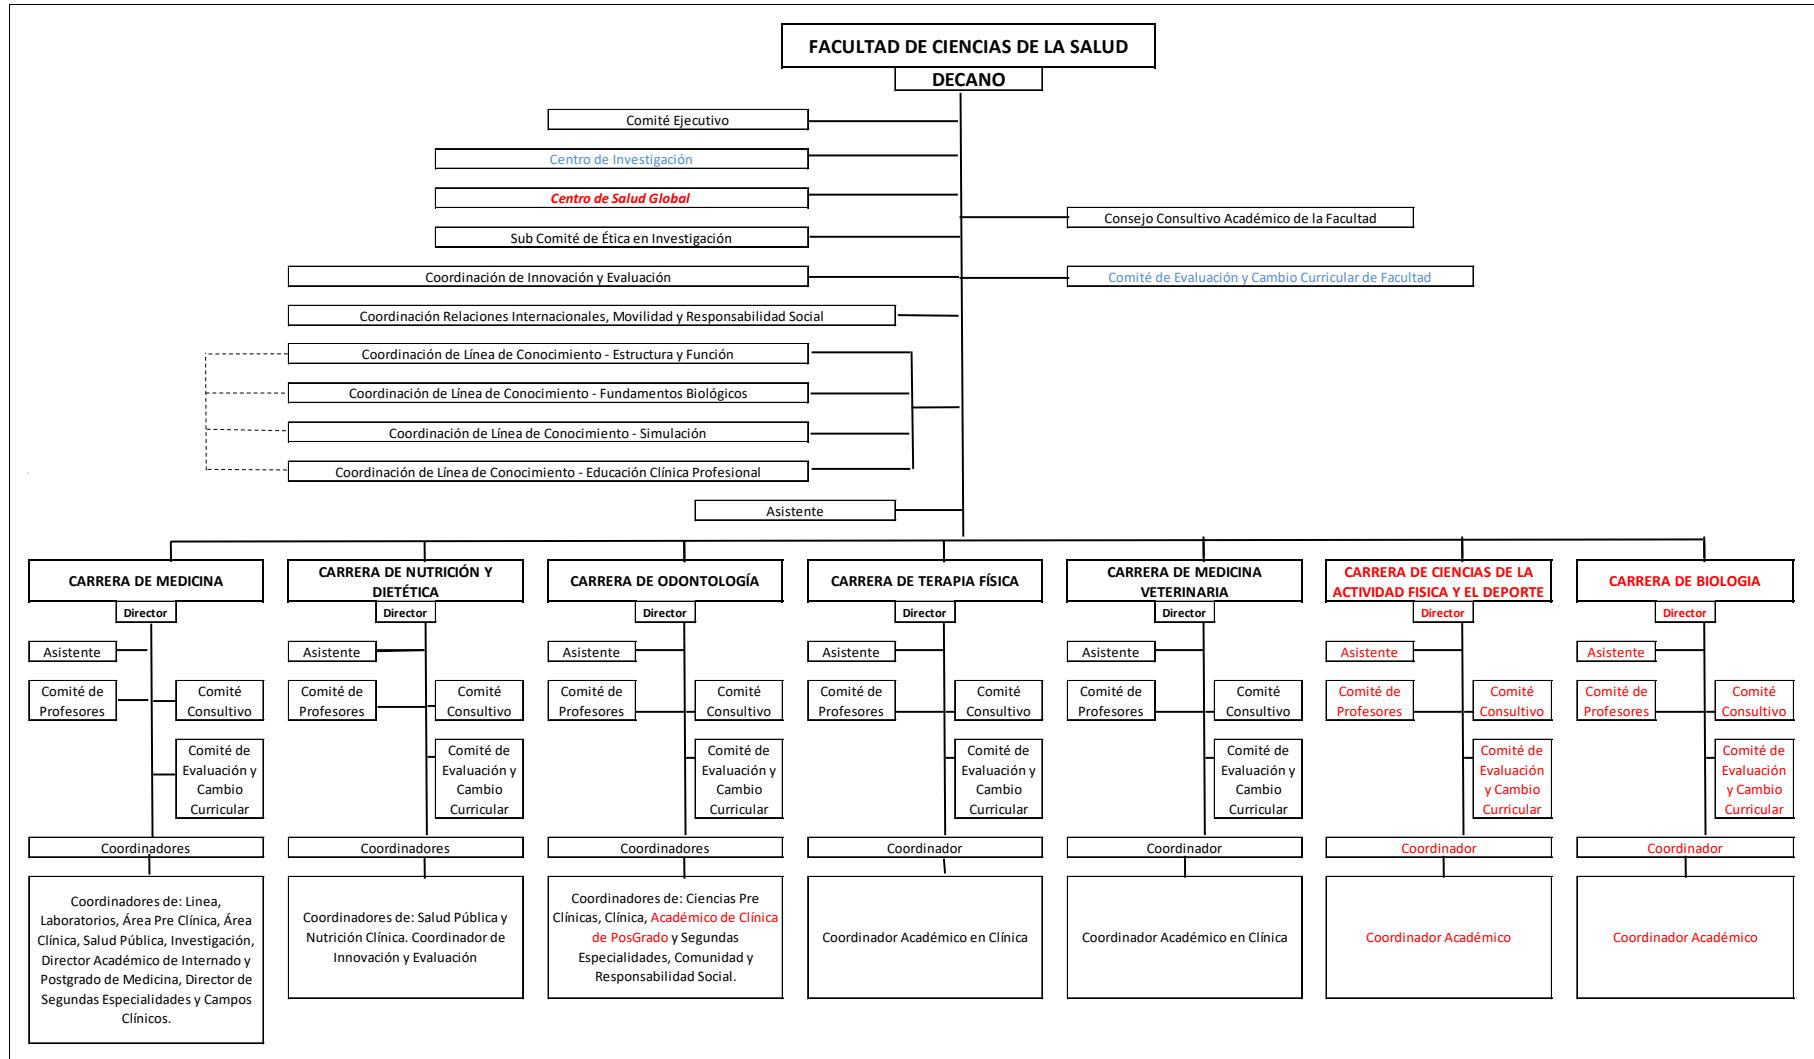 FACULTAD DE CIENCIAS DE LA SALUD
DECANO
Comité Ejecutivo
Centro de Investigación
Centro de Salud Global
Consejo Consultivo Académico de la Facultad
Sub Comité de Ética en Investigación
Coordinación de Innovación y Evaluación
Comité de Evaluación y Cambio Curricular de Facultad
Coordinación Relaciones Internacionales, Movilidad y Responsabilidad Social
Coordinación de Línea de Conocimiento - Estructura y Función
Coordinación de Línea de Conocimiento - Fundamentos Biológicos
Coordinación de Línea de Conocimiento - Simulación
Coordinación de Línea de Conocimiento - Educación Clínica Profesional
Asistente
CARRERA DE MEDICINA
Director
Asistente
Comité de
Profesores
Comité
Consultivo
Comité de
Evaluación y
Cambio
Curricular
Coordinadores
Coordinadores de: Linea,
Laboratorios, Área Pre Clínica, Área
Clínica, Salud Pública, Investigación,
Director Académico de Internado y
Postgrado de Medicina, Director de
Segundas Especialidades y Campos
Clínicos.
CARRERA DE NUTRICIÓN Y
DIETÉTICA
Director
Asistente
Comité de
Profesores
Comité
Consultivo
Comité de
Evaluación y
Cambio
Curricular
Coordinadores
Coordinadores de: Salud Pública y
Nutrición Clínica. Coordinador de
Innovación y Evaluación
CARRERA DE ODONTOLOGÍA
Director
Asistente
Comité de
Profesores
Comité
Consultivo
Comité de
Evaluación y
Cambio
Curricular
Coordinadores
Coordinadores de: Ciencias Pre
Clínicas, Clínica, Académico de Clínica
de PosGrado y Segundas
Especialidades, Comunidad y
Responsabilidad Social.
CARRERA DE TERAPIA FÍSICA
Director
Asistente
Comité de
Profesores
Comité
Consultivo
Comité de
Evaluación y
Cambio
Curricular
Coordinador
Coordinador Académico en Clínica
CARRERA DE MEDICINA
VETERINARIA
Director
Asistente
Comité de
Profesores
Comité
Consultivo
Comité de
Evaluación y
Cambio
Curricular
Coordinador
Coordinador Académico en Clínica
CARRERA DE CIENCIAS DE LA
ACTIVIDAD FISICA Y EL DEPORTE
Director
Asistente
Comité de
Profesores
Comité
Consultivo
Comité de
Evaluación
y Cambio
Curricular
Coordinador
Coordinador Académico
CARRERA DE BIOLOGIA
Director
Asistente
Comité de
Profesores
Comité
Consultivo
Comité de
Evaluación
y Cambio
Curricular
Coordinador
Coordinador Académico